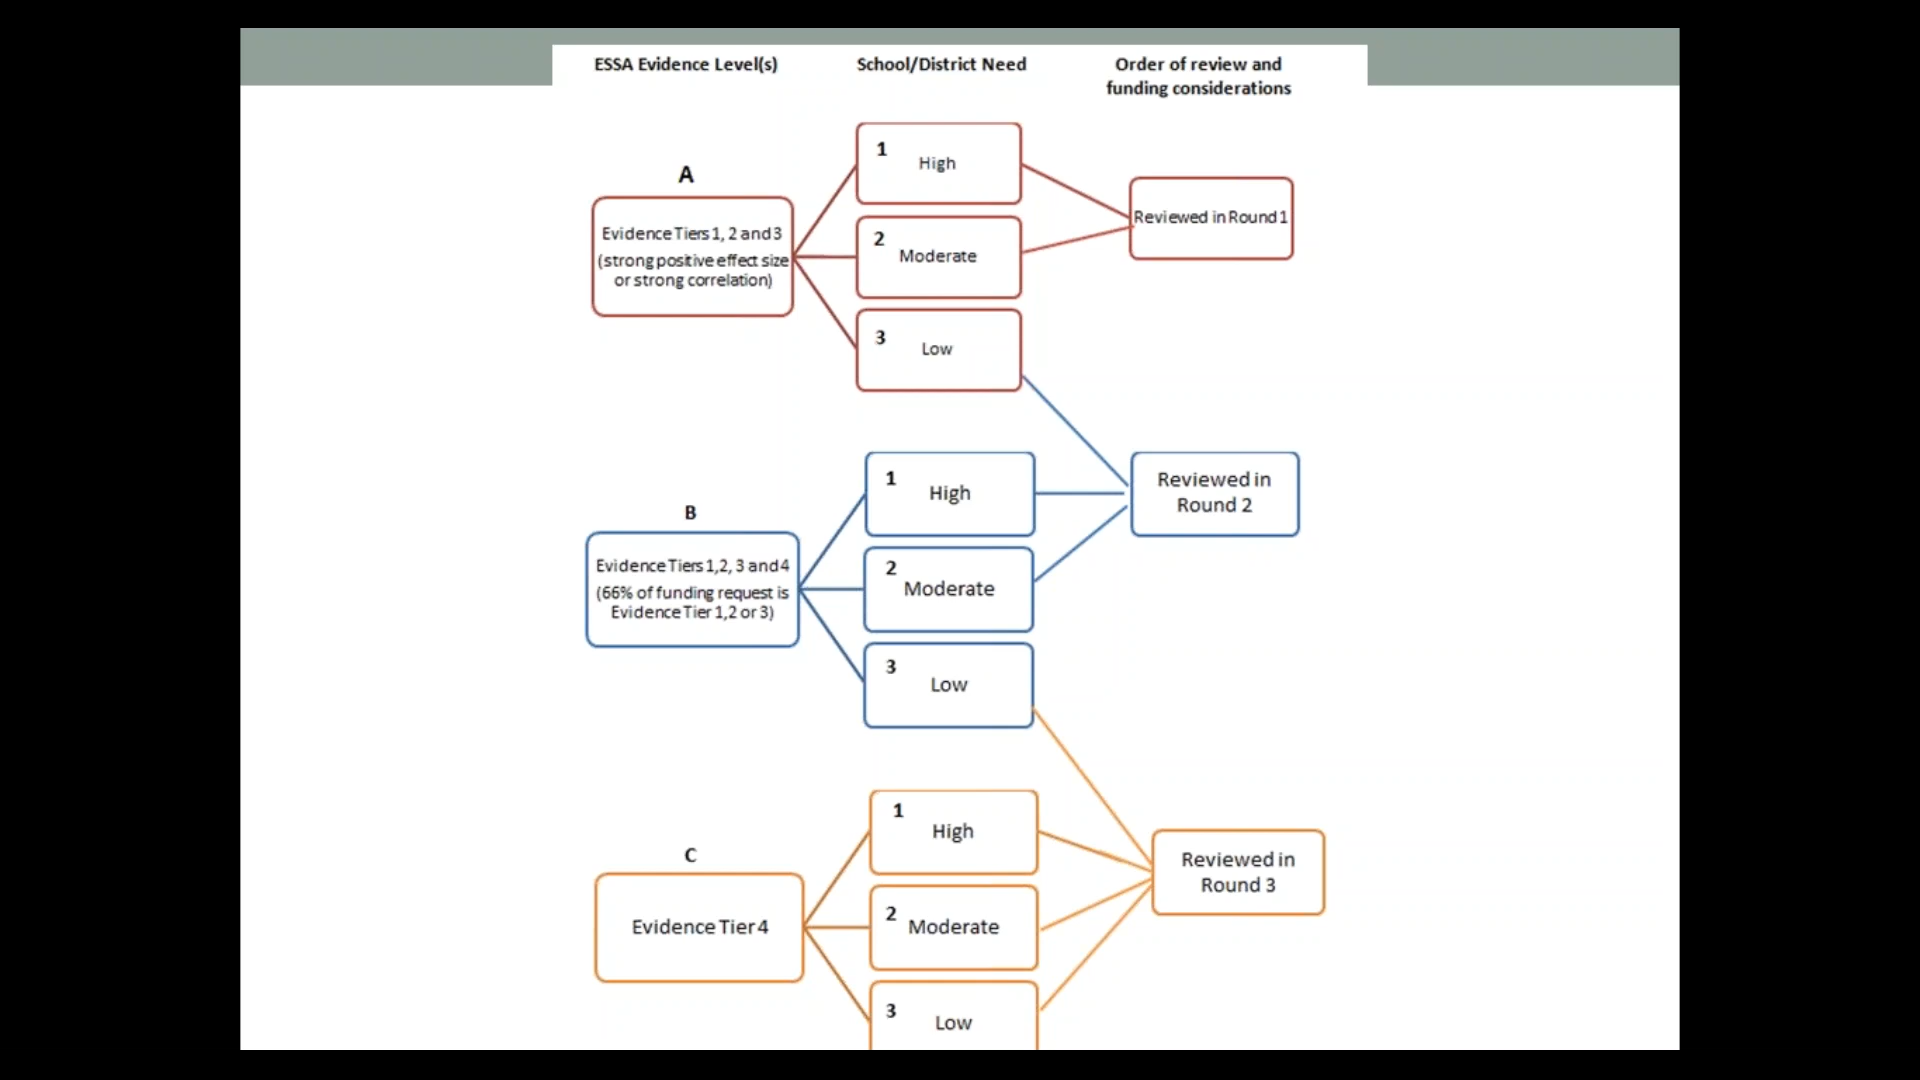 ESSA Evidence Level(s)
School/District Need
Order of review and
funding considerations
A
Evidence Tiers 1, 2 and 3
(strong positive effect size
or strong correlation)
1
High
2
Moderate
3
Low
Reviewed in Round 1
B
Evidence Tiers 1,2, 3 and 4
(66% of funding request is
Evidence Tier 1,2 or 3)
1
High
2
Moderate
3
Low
Reviewed in
Round 2
C
Evidence Tier 4
1
High
2
Moderate
3
Low
Reviewed in
Round 3